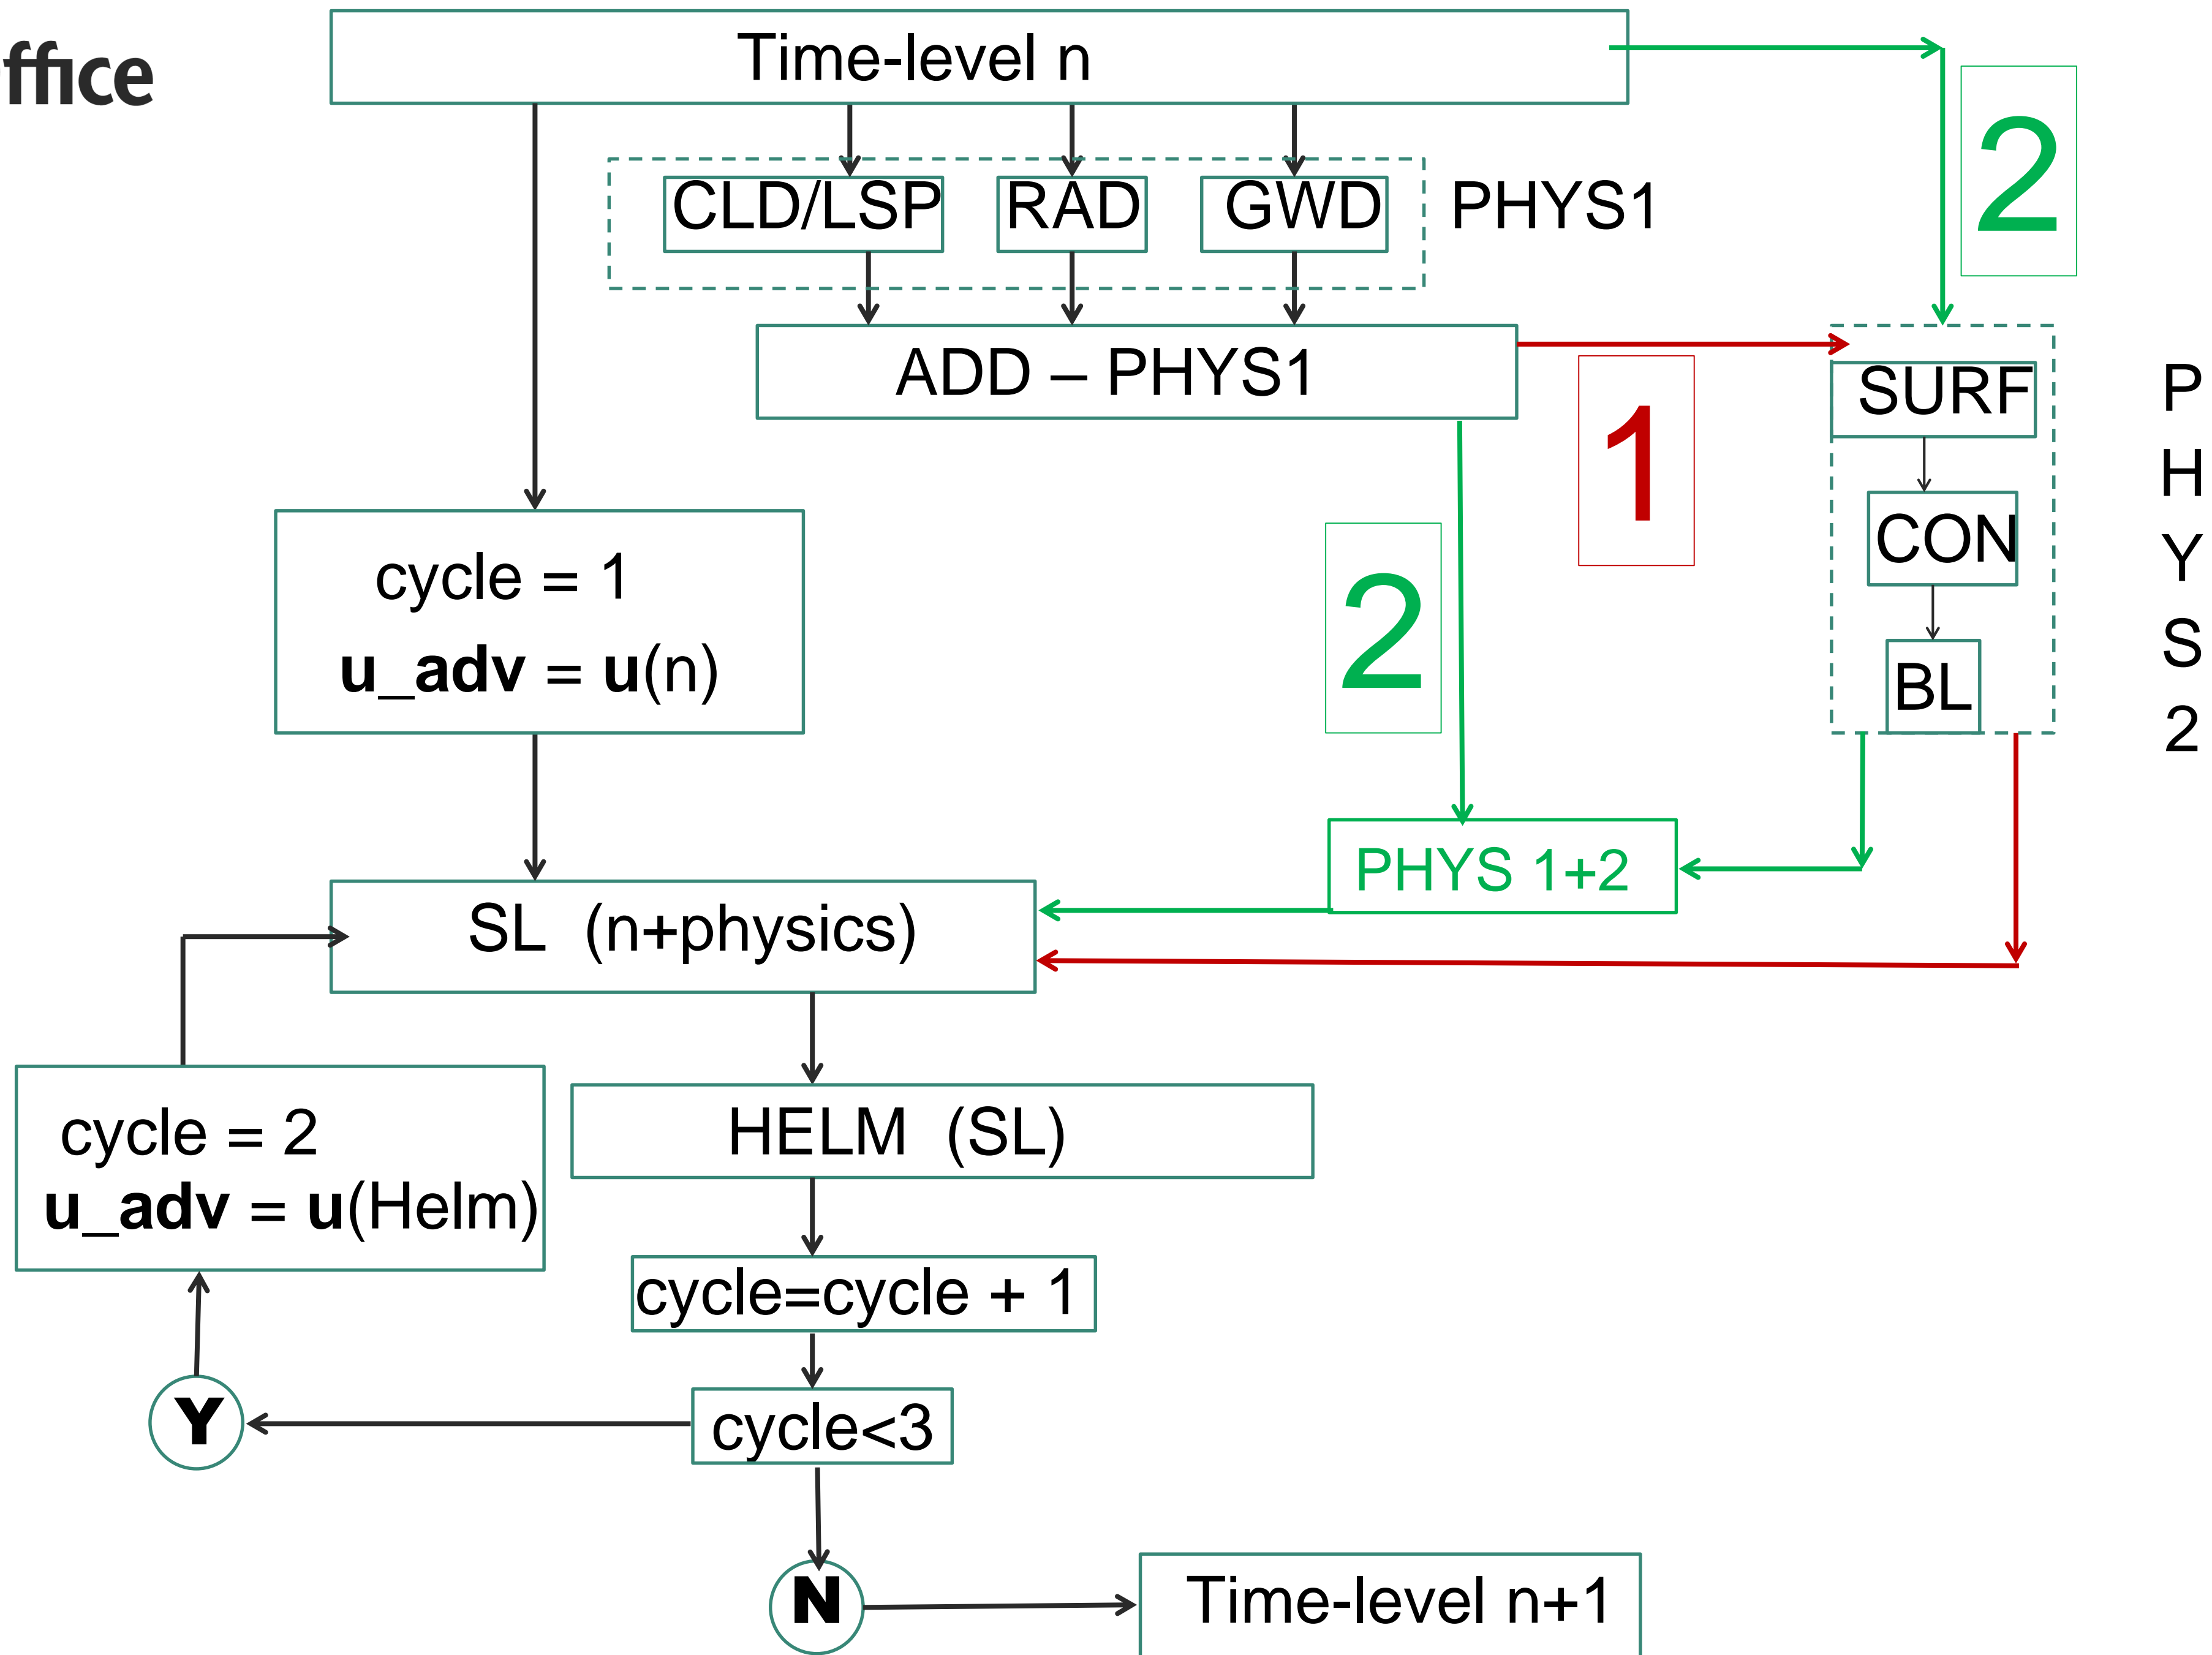 ffice
Time-level n
2
CLD/LSP
RAD
GWD
PHYS1
ADD – PHYS1
1
SURF
CON
BL
P
H
Y
S
2
cycle = 1
u_adv = u(n)
2
PHYS 1+2
SL (n+physics)
cycle = 2
u_adv = u(Helm)
HELM (SL)
cycle=cycle + 1
cycle<3
Y
N
Time-level n+1